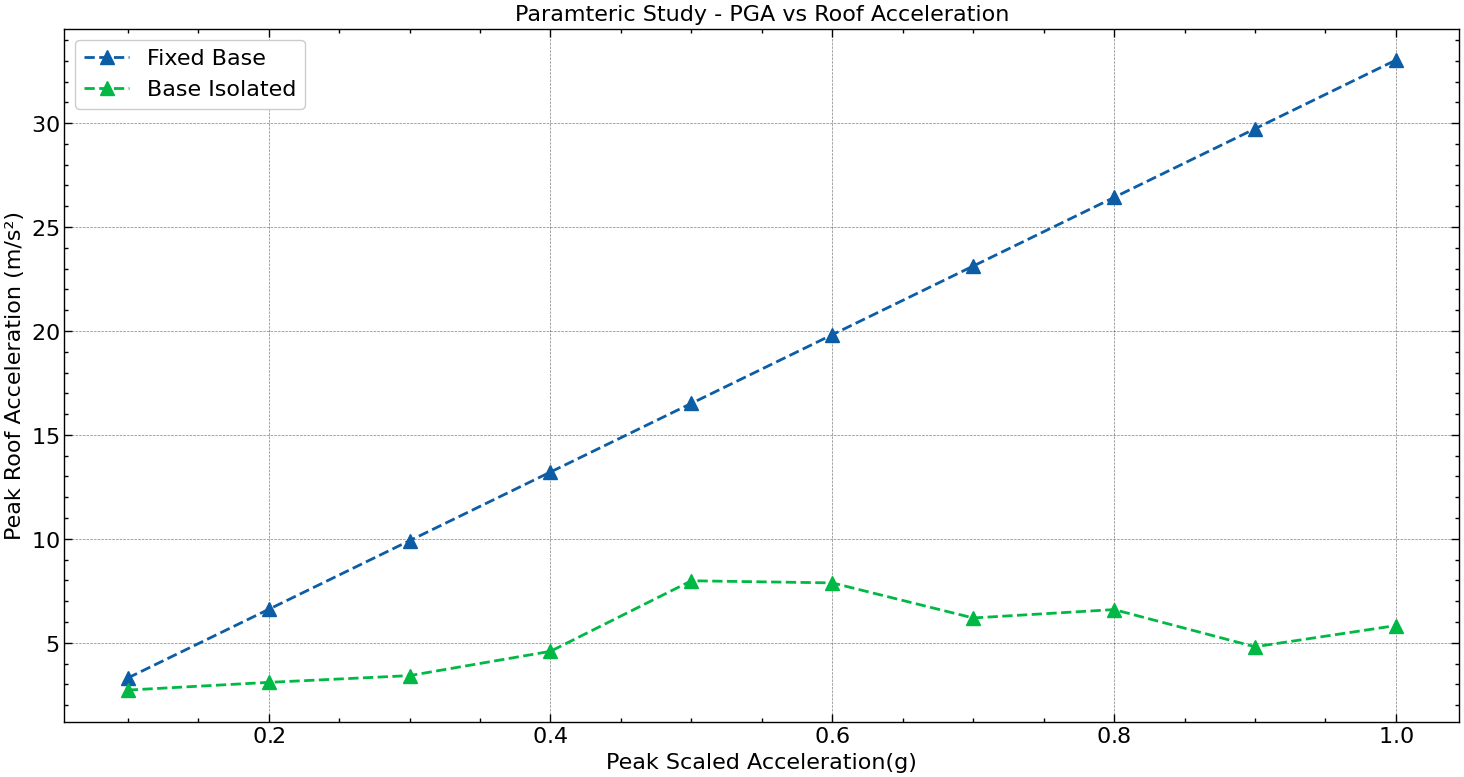 Paramteric Study - PGA vs Roof Acceleration
Fixed Base
Base Isolated
Peak Roof Acceleration (m/s²)
30
25
20
15
10
5
0.2
0.4
0.6
0.8
1.0
Peak Scaled Acceleration(g)